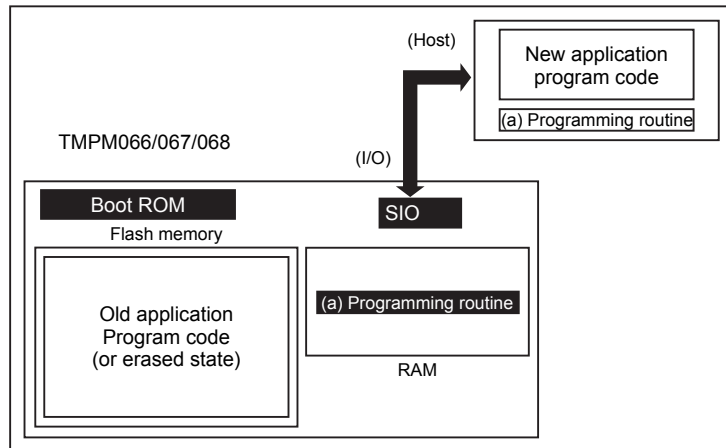 (Host)
New application
program code
(a) Programming routine
TMPM066/067/068
(I/O)
Boot ROM
SIO
Flash memory
Old application
Program code
(or erased state)
(a) Programming routine
RAM